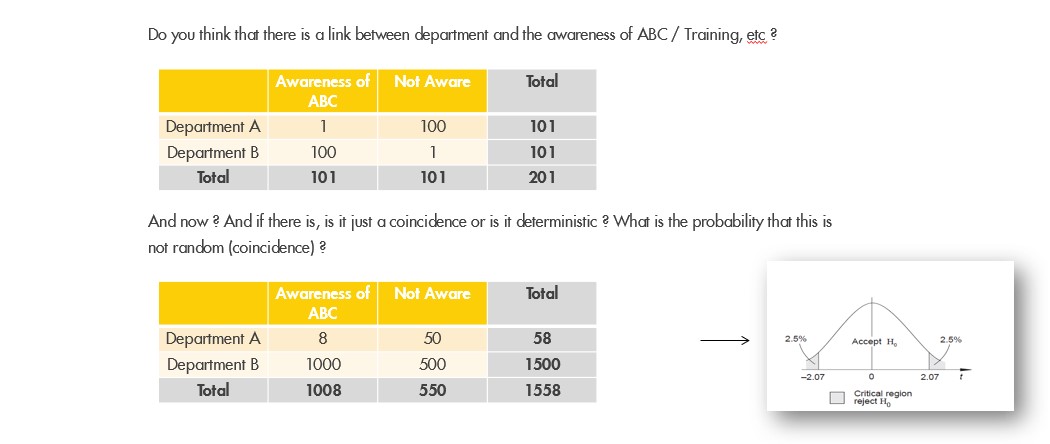 Do you think that there is a link between department and the awareness of ABC / Training, etc ?
Awareness of ABC Not Aware Total
Department A 1 100 101
Department B 100 1 101
Total 101 101 201
And now ? And if there is, is it just a coincidence or is it deterministic ? What is the probability that this is
not random (coincidence) ?
Awareness of ABC Not Aware Total
Department A 8 50 58
Department B 1000 500 1500
Total 1008 550 1558
2.5% Accept H₀ 2.5%
−2.07 0 2.07 t
Critical region
reject H₀